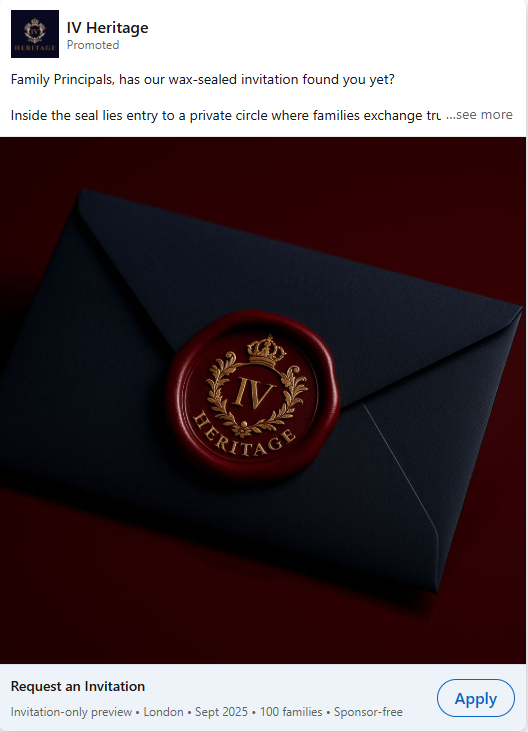 IV
HERITAGE
IV Heritage
Promoted
Family Principals, has our wax-sealed invitation found you yet?
Inside the seal lies entry to a private circle where families exchange tru ...see more
IV
HERITAGE
Request an Invitation
Invitation-only preview • London • Sept 2025 • 100 families • Sponsor-free
Apply